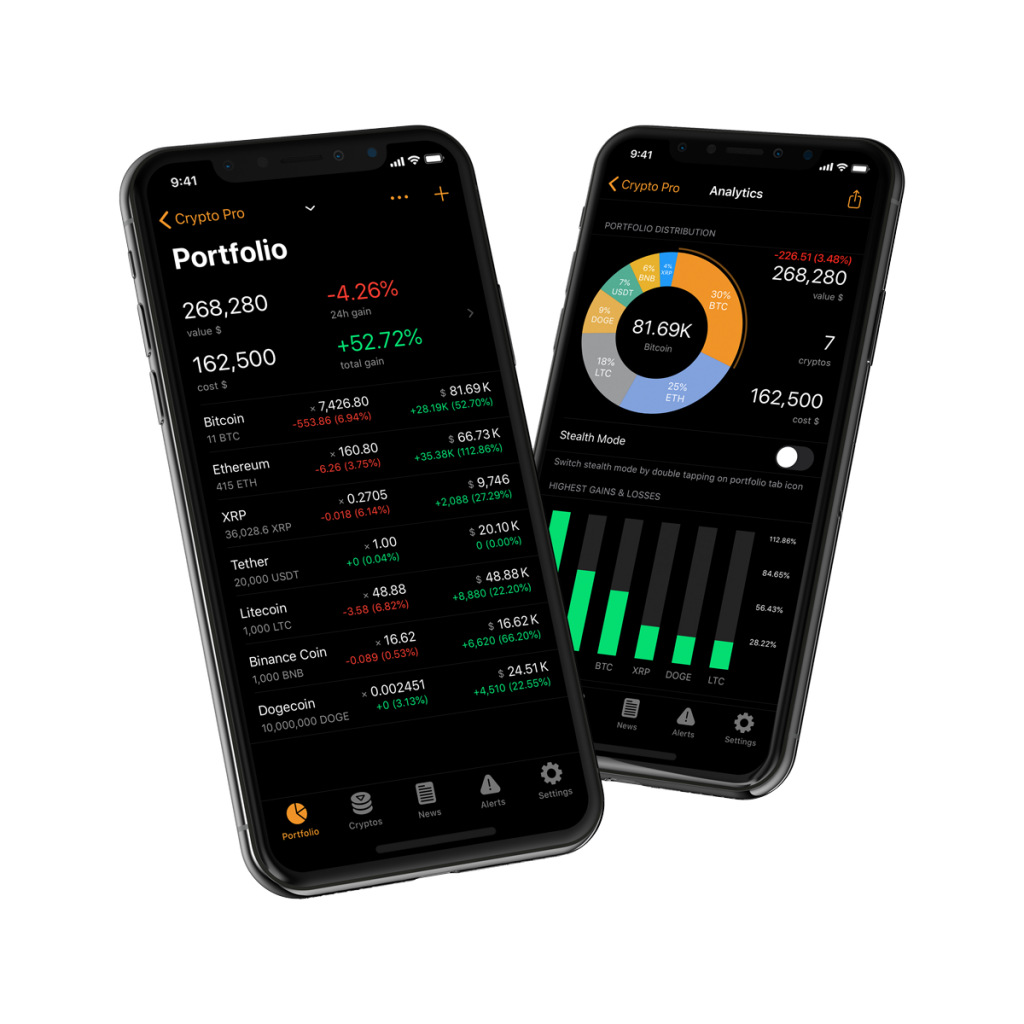 9:41
Crypto Pro
Portfolio
268,280
value $
-4.26%
24h gain
162,500
cost $
+52.72%
total gain
Bitcoin × 7,426.80 $ 81.69 K
11 BTC -553.86 (6.94%) +28.19K (52.70%)
Ethereum × 160.80 $ 66.73 K
415 ETH -6.26 (3.75%) +35.38K (112.86%)
XRP × 0.2705 $ 9,746
36,028.6 XRP -0.018 (6.14%) +2,088 (27.29%)
Tether × 1.00 $ 20.10 K
20,000 USDT +0 (0.04%) 0 (0.00%)
Litecoin × 48.88 $ 48.88 K
1,000 LTC -3.58 (6.82%) +8,880 (22.20%)
Binance Coin × 16.62 $ 16.62 K
1,000 BNB -0.089 (0.53%) +6,620 (66.20%)
Dogecoin × 0.002451 $ 24.51 K
10,000,000 DOGE +0 (3.13%) +4,510 (22.55%)
Portfolio Cryptos News Alerts Settings
9:41
Crypto Pro Analytics
PORTFOLIO DISTRIBUTION
-226.51 (3.48%)
268,280
value $
7
cryptos
162,500
cost $
4%
XRP
6%
BNB
7%
USDT
9%
DOGE
18%
LTC
25%
ETH
30%
BTC
81.69K
Bitcoin
Stealth Mode
Switch stealth mode by double tapping on portfolio tab icon
HIGHEST GAINS & LOSSES
112.86%
84.65%
56.43%
28.22%
BTC XRP DOGE LTC
News Alerts Settings